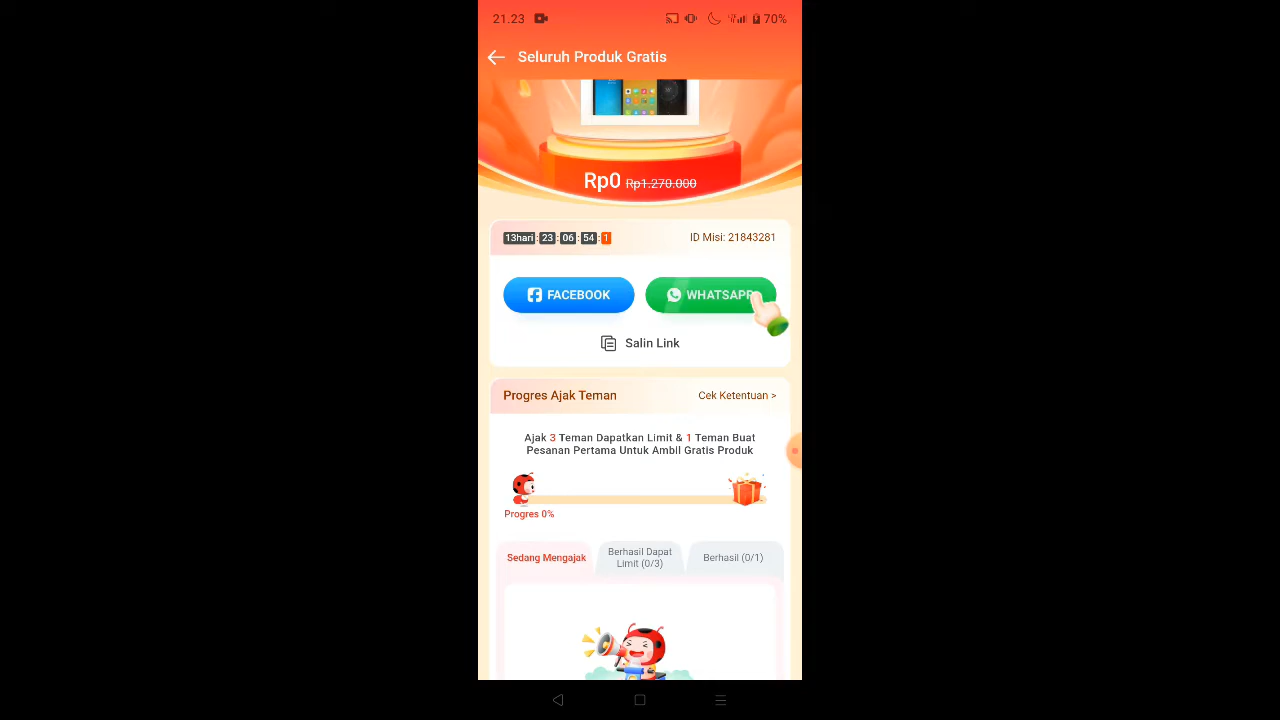 21.23
70%
Seluruh Produk Gratis
Rp0 Rp1.270.000
13hari : 23 : 06 : 54 : 1
ID Misi: 21843281
FACEBOOK
WHATSAPP
Salin Link
Progres Ajak Teman
Cek Ketentuan >
Ajak 3 Teman Dapatkan Limit & 1 Teman Buat
Pesanan Pertama Untuk Ambil Gratis Produk
Progres 0%
Sedang Mengajak
Berhasil Dapat
Limit (0/3)
Berhasil (0/1)